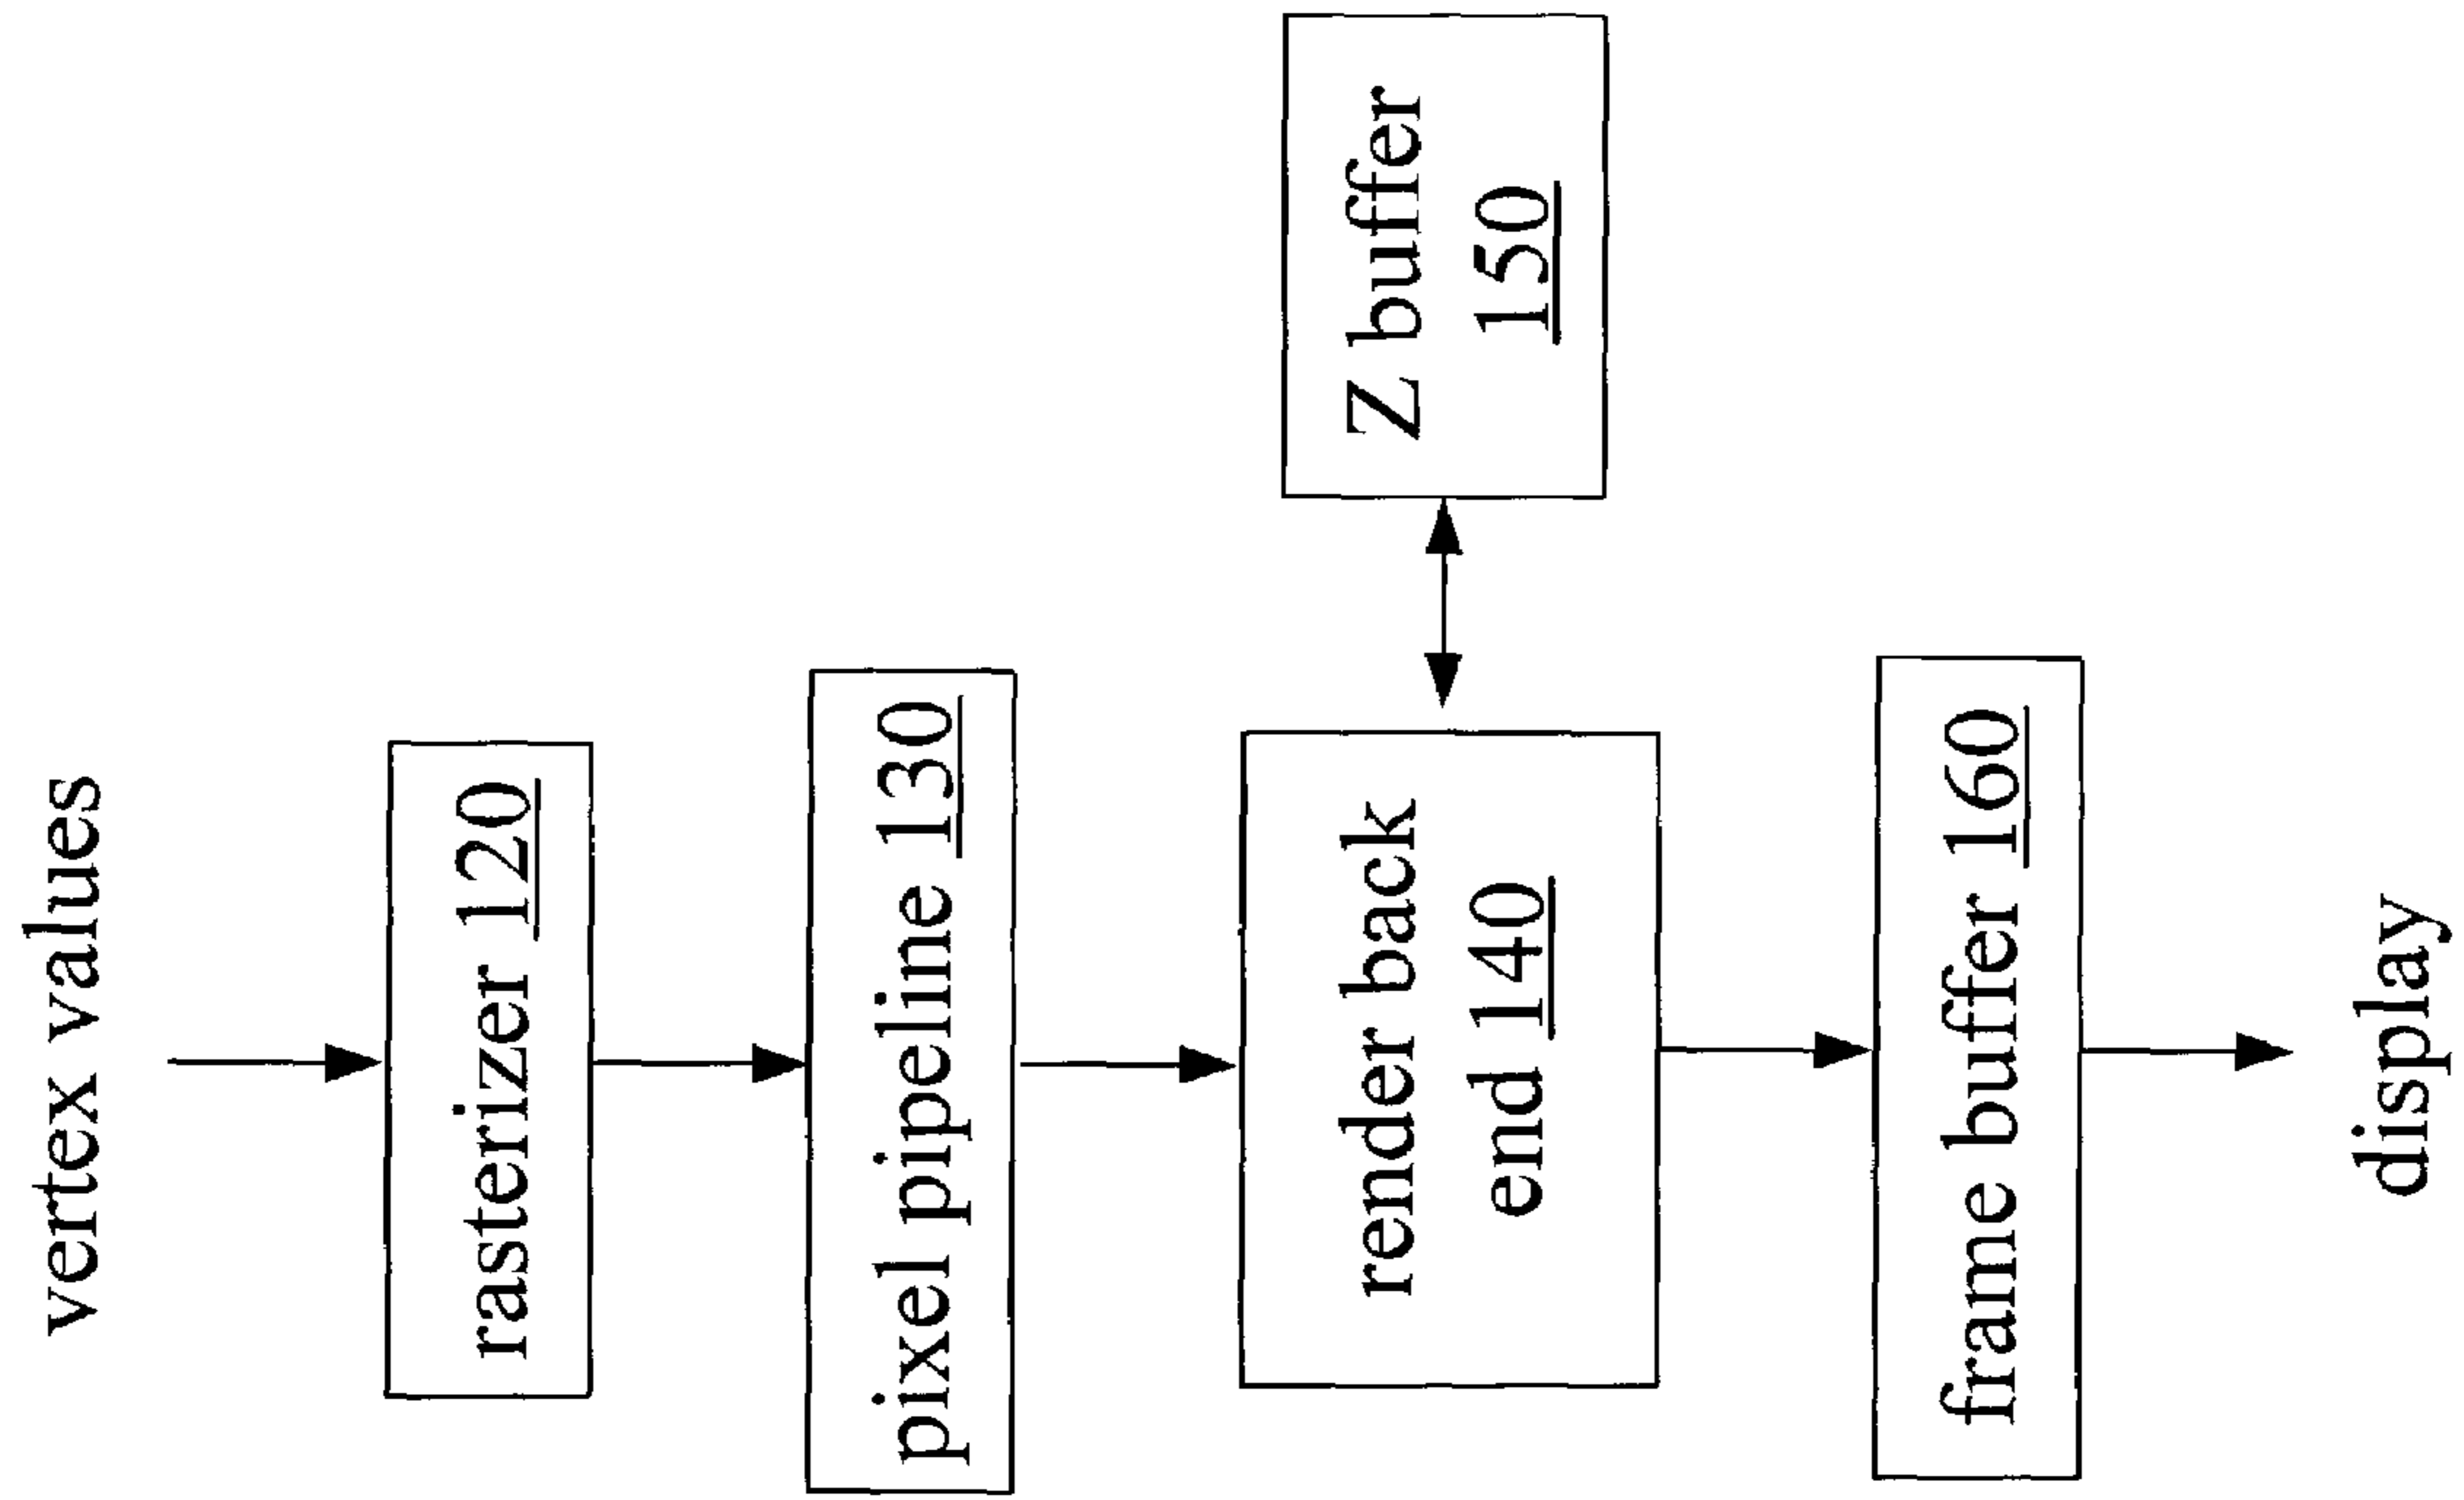 vertex values
rasterizer 120
pixel pipeline 130
render back
end 140
Z buffer
150
frame buffer 160
display